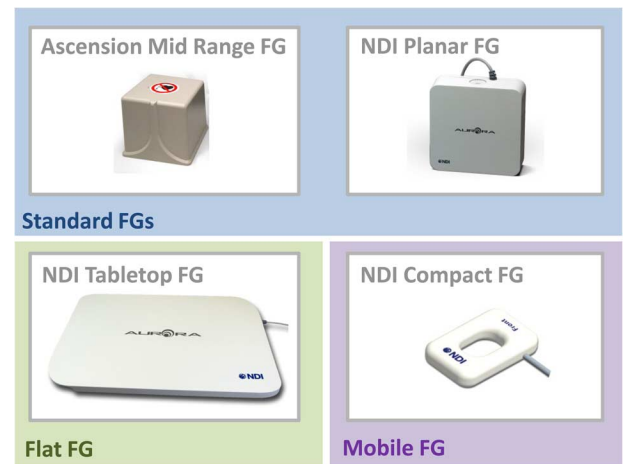 Ascension Mid Range FG
NDI Planar FG
AURORA
NDI
Standard FGs
NDI Tabletop FG
AURORA
NDI
Flat FG
NDI Compact FG
Front
NDI
Mobile FG